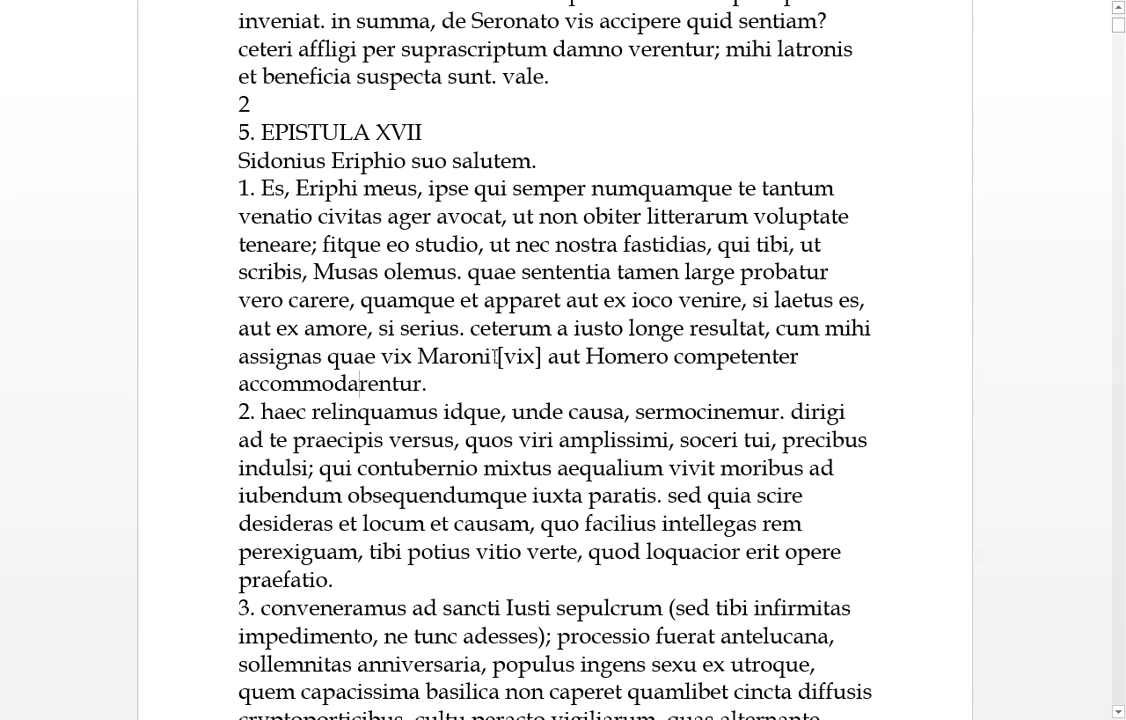 inveniat. in summa, de Seronato vis accipere quid sentiam?
ceteri affligi per suprascriptum damno verentur; mihi latronis
et beneficia suspecta sunt. vale.
2
5. EPISTULA XVII
Sidonius Eriphio suo salutem.
1. Es, Eriphi meus, ipse qui semper numquamque te tantum
venatio civitas ager avocat, ut non obiter litterarum voluptate
teneare; fitque eo studio, ut nec nostra fastidias, qui tibi, ut
scribis, Musas olemus. quae sententia tamen large probatur
vero carere, quamque et apparet aut ex ioco venire, si laetus es,
aut ex amore, si serius. ceterum a iusto longe resultat, cum mihi
assignas quae vix Maroni [vix] aut Homero competenter
accommodarentur.
2. haec relinquamus idque, unde causa, sermocinemur. dirigi
ad te praecipis versus, quos viri amplissimi, soceri tui, precibus
indulsi; qui contubernio mixtus aequalium vivit moribus ad
iubendum obsequendumque iuxta paratis. sed quia scire
desideras et locum et causam, quo facilius intellegas rem
perexiguam, tibi potius vitio verte, quod loquacior erit opere
praefatio.
3. conveneramus ad sancti Iusti sepulcrum (sed tibi infirmitas
impedimento, ne tunc adesses); processio fuerat antelucana,
sollemnitas anniversaria, populus ingens sexu ex utroque,
quem capacissima basilica non caperet quamlibet cincta diffusis
cryptoporticibus. cultu peracto vigiliarum, quas alternante